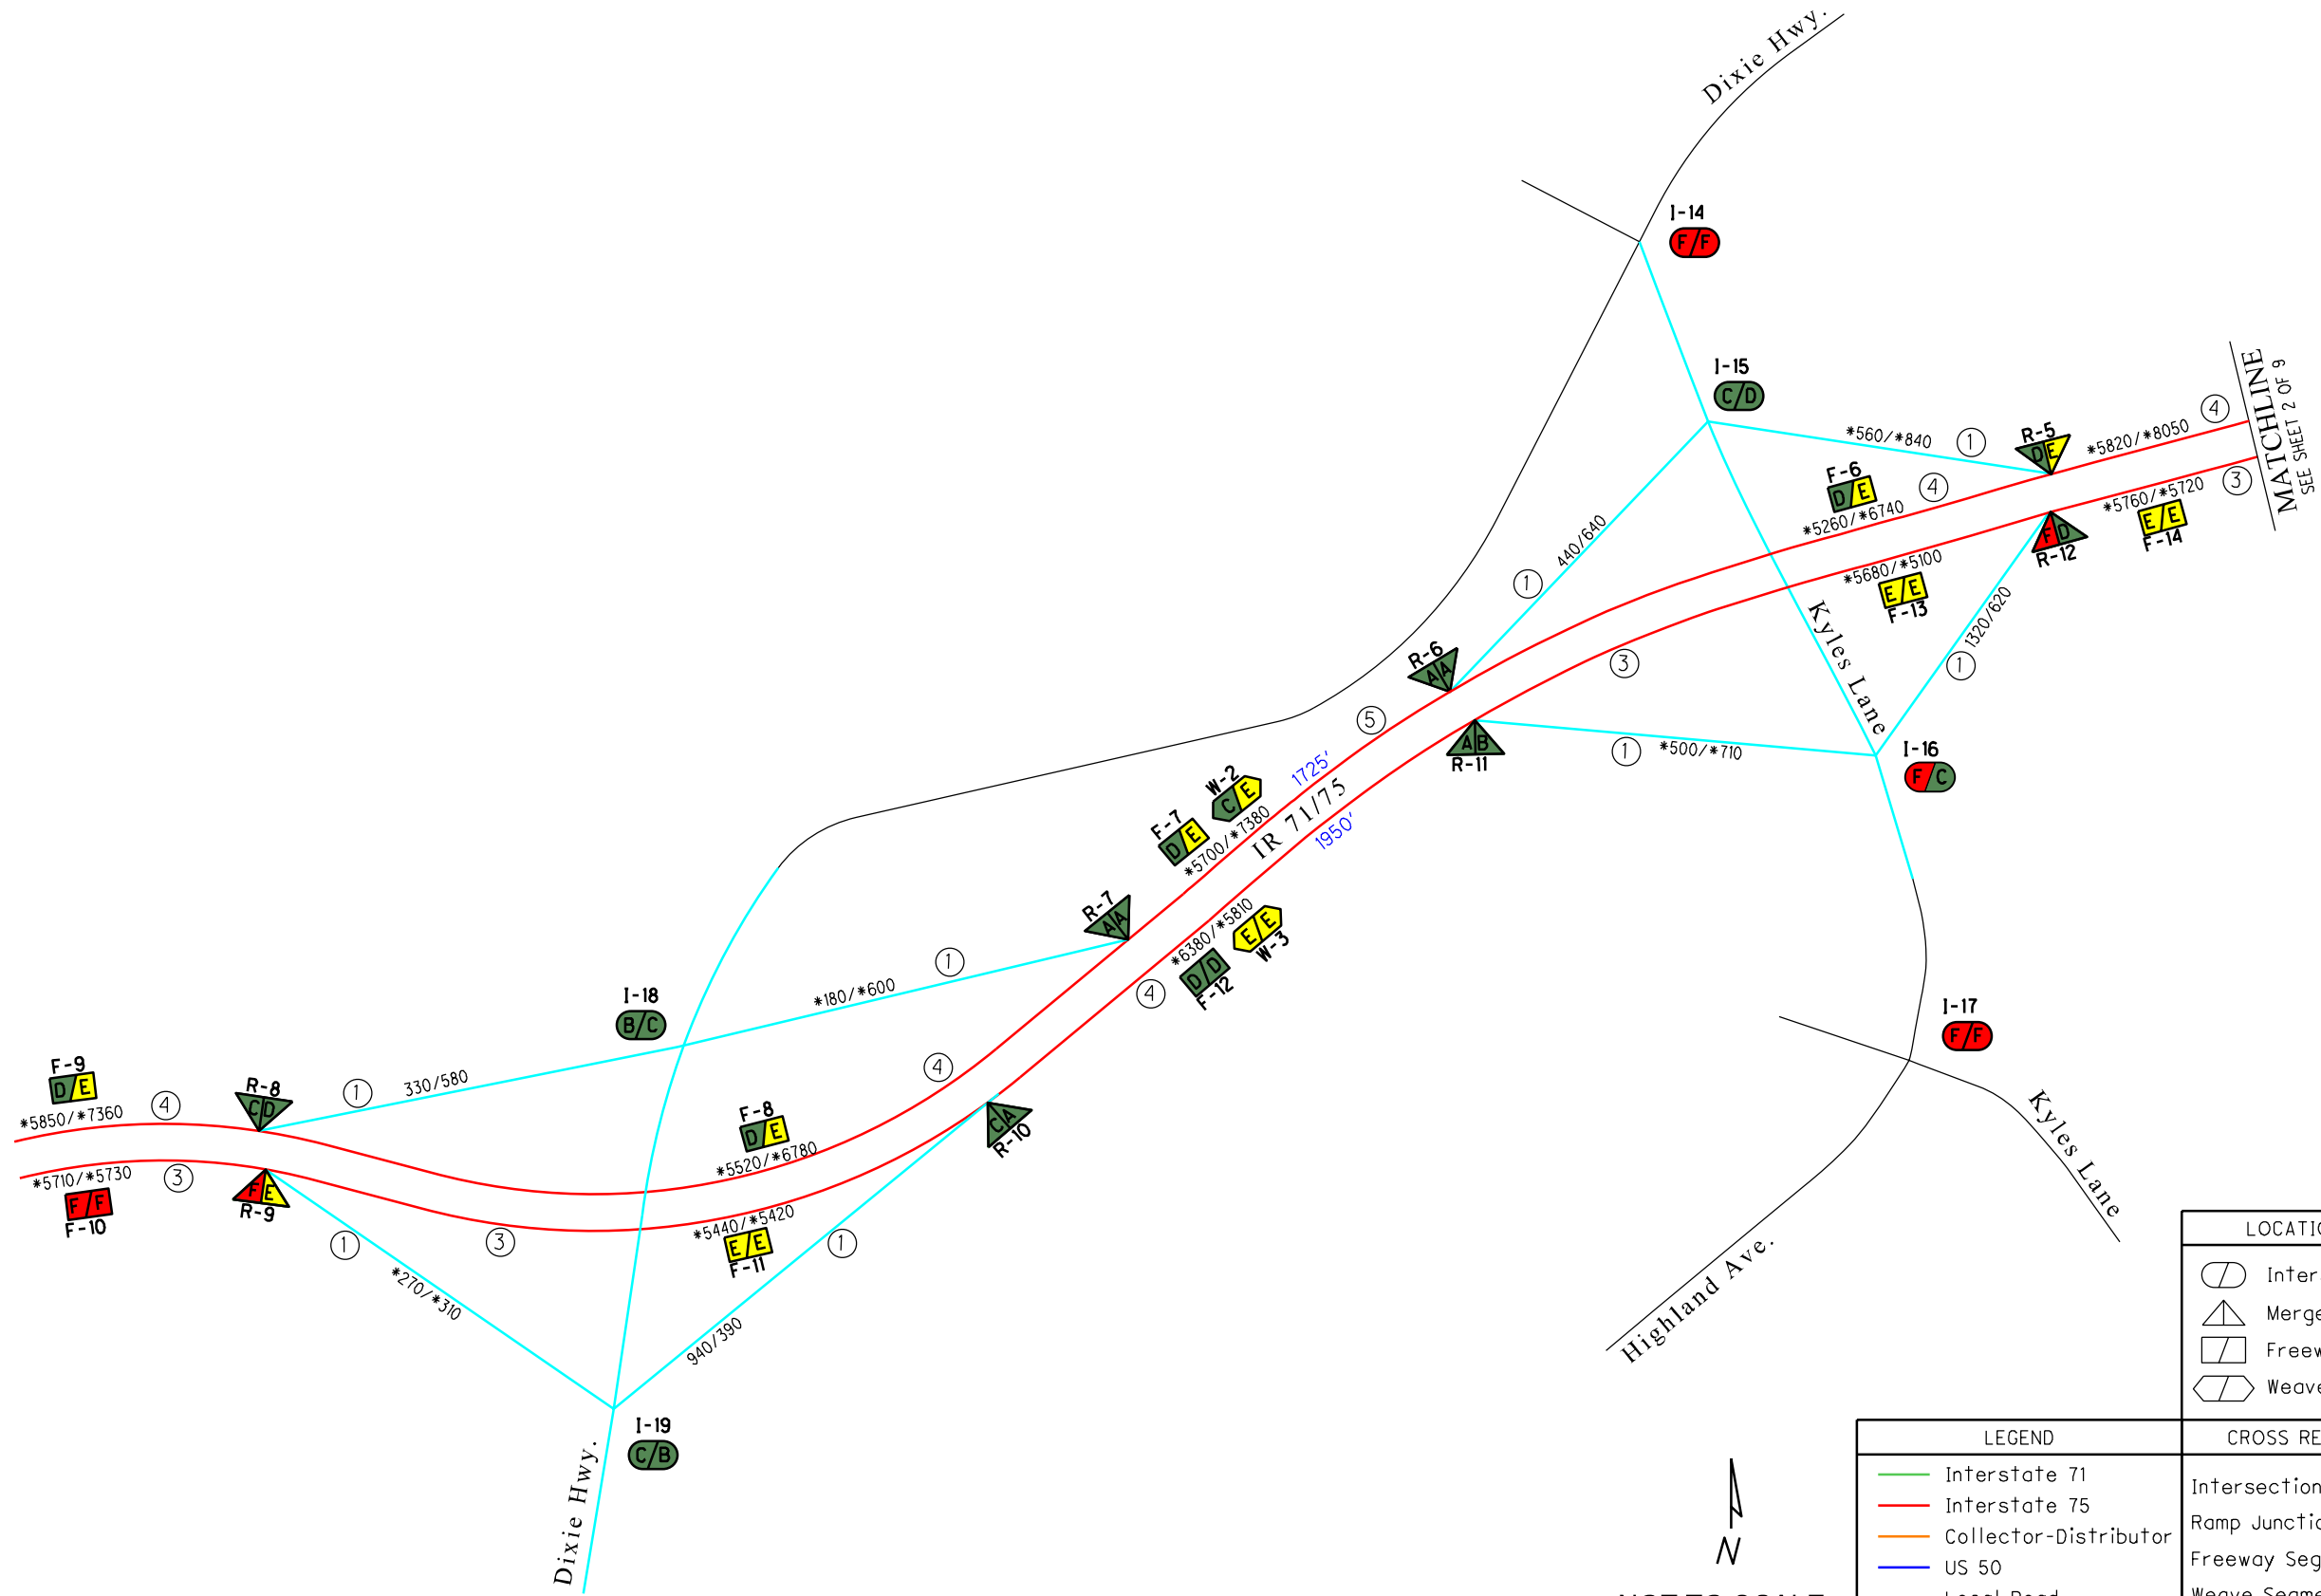 Dixie Hwy.
I-14
F/F
I-15
C/D
*560/*840
1
R-5
D E
*5820/*8050
4
MATCHLINE
SEE SHEET 2 OF 9
F-6
D/E
4
*5260/*6740
*5760/*5720
3
E/E
F-14
F D
R-12
*5680/*5100
E/E
F-13
440/640
1
1320/620
1
Kyles Lane
R-6
A A
3
5
A B
R-11
1
*500/*710
I-16
F/C
1725'
W-2
C/E
F-7
D/E
*5700/*7380
IR 71/75
1950'
R-7
A A
*6380/*5810
E/E
W-3
D/D
F-12
4
1
*180/*600
I-18
B/C
I-17
F/F
F-9
D/E
*5850/*7360
4
R-8
C D
1
330/580
4
F-8
D/E
*5520/*6780
C A
R-10
Kyles Lane
*5710/*5730
3
F/F
F-10
F E
R-9
1
3
*5440/*5420
E/E
F-11
1
*270/*310
940/390
Highland Ave.
I-19
C/B
Dixie Hwy.
N
LEGEND
Interstate 71
Interstate 75
Collector-Distributor
US 50
CROSS RE
Intersection
Ramp Juncti
Freeway Seg
LOCATI
Inter
Merge
Freew
Weave